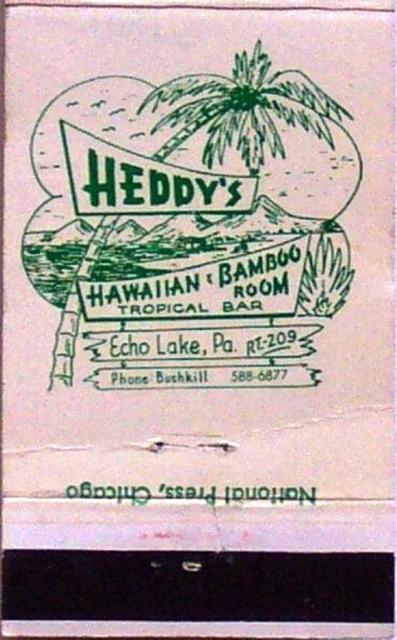 HEDDY'S
HAWAIIAN & BAMBOO
ROOM
TROPICAL BAR
Echo Lake, Pa. RT-209
Phone Bushkill 588-6877
National Press, Chicago